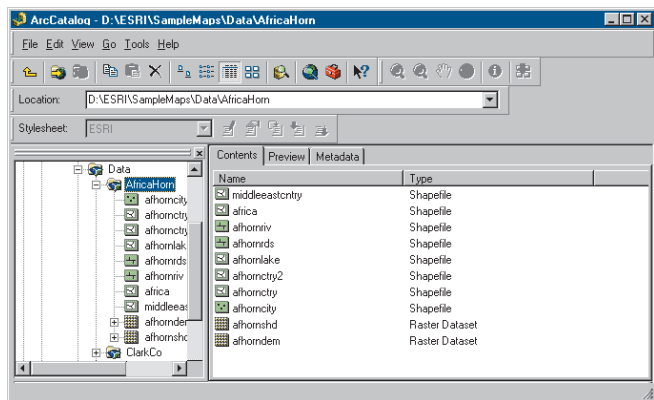 ArcCatalog - D:\ESRI\SampleMaps\Data\AfricaHorn
File Edit View Go Tools Help
Location: D:\ESRI\SampleMaps\Data\AfricaHorn
Stylesheet: ESRI
Data
AfricaHorn
afhorncity
afhornctry
afhornctry
afhornlak
afhornrds
afhornriv
africa
middleeas
afhornder
afhornshc
ClarkCo
Contents Preview Metadata
Name Type
middleeastcntry Shapefile
africa Shapefile
afhornriv Shapefile
afhornrds Shapefile
afhornlake Shapefile
afhornctry2 Shapefile
afhornctry Shapefile
afhorncity Shapefile
afhornshd Raster Dataset
afhorndem Raster Dataset